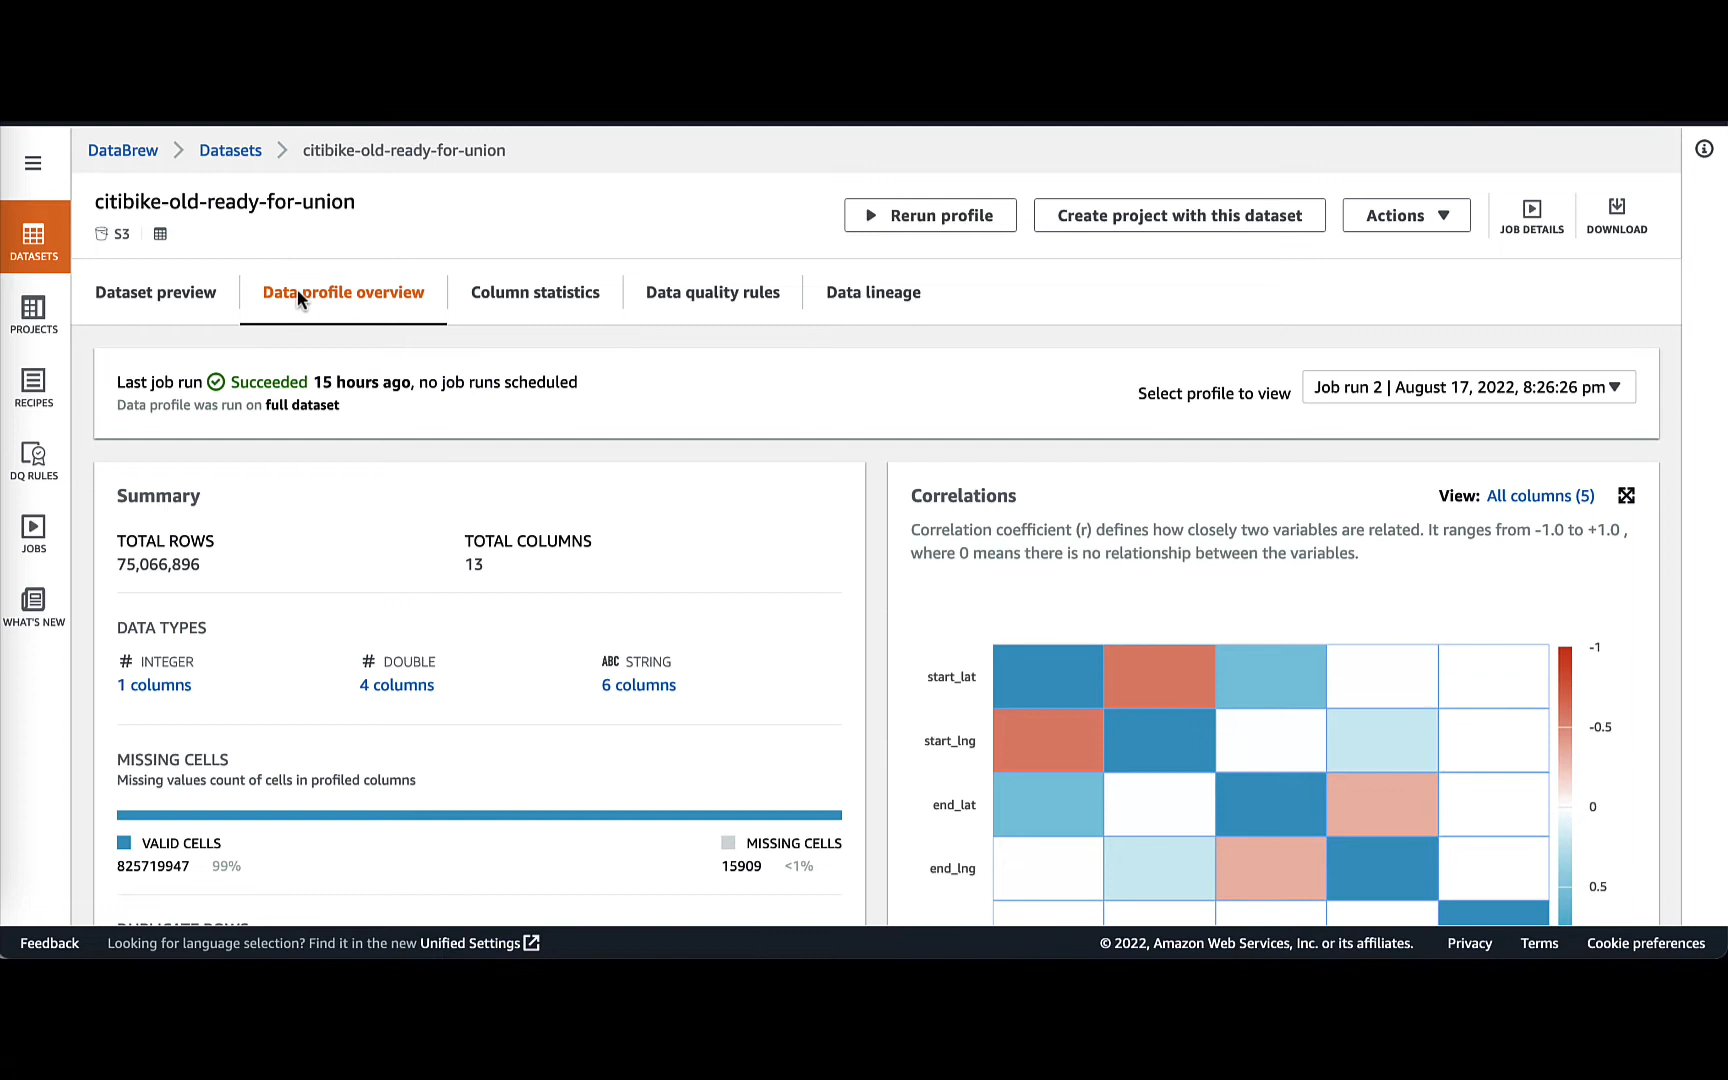 DataBrew > Datasets > citibike-old-ready-for-union
citibike-old-ready-for-union
S3
Rerun profile
Create project with this dataset
Actions
JOB DETAILS
DOWNLOAD
DATASETS
PROJECTS
RECIPES
DQ RULES
JOBS
WHAT'S NEW
Dataset preview
Data profile overview
Column statistics
Data quality rules
Data lineage
Last job run Succeeded 15 hours ago, no job runs scheduled
Data profile was run on full dataset
Select profile to view
Job run 2 | August 17, 2022, 8:26:26 pm
Summary
TOTAL ROWS
75,066,896
TOTAL COLUMNS
13
DATA TYPES
# INTEGER
1 columns
# DOUBLE
4 columns
ABC STRING
6 columns
MISSING CELLS
Missing values count of cells in profiled columns
VALID CELLS
825719947 99%
MISSING CELLS
15909 <1%
DUPLICATE ROWS
Correlations
View: All columns (5)
Correlation coefficient (r) defines how closely two variables are related. It ranges from -1.0 to +1.0 ,
where 0 means there is no relationship between the variables.
start_lat
start_lng
end_lat
end_lng
-1
-0.5
0
0.5
Feedback
Looking for language selection? Find it in the new Unified Settings
© 2022, Amazon Web Services, Inc. or its affiliates.
Privacy
Terms
Cookie preferences